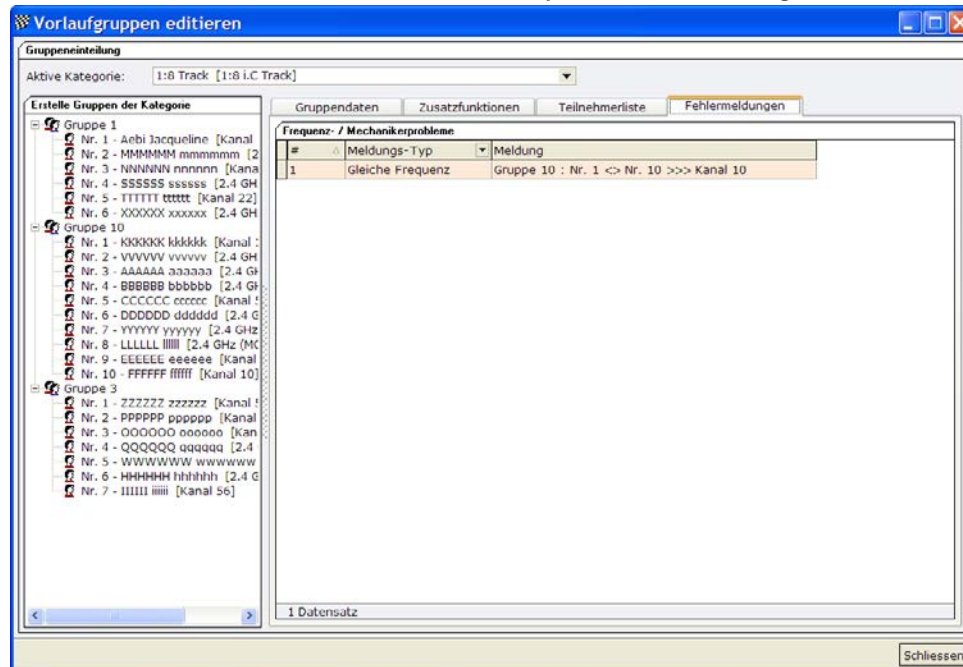 Vorlaufgruppen editieren
Gruppeneinteilung
Aktive Kategorie: 1:8 Track [1:8 i.C Track]
Erstelle Gruppen der Kategorie
Gruppe 1
Nr. 1 - Aebi Jacqueline [Kanal
Nr. 2 - MMMMMM mmmmmm [2
Nr. 3 - NNNNNN nnnnnn [Kana
Nr. 4 - SSSSSS ssssss [2.4 GH
Nr. 5 - TTTTTT tttttt [Kanal 22]
Nr. 6 - XXXXXX xxxxxx [2.4 GH
Gruppe 10
Nr. 1 - KKKKKK kkkkkk [Kanal
Nr. 2 - VVVVVV vvvvvv [2.4 GH
Nr. 3 - AAAAAA aaaaaa [2.4 GH
Nr. 4 - BBBBBB bbbbbb [2.4 GH
Nr. 5 - CCCCCC cccccc [Kanal
Nr. 6 - DDDDDD dddddd [2.4 G
Nr. 7 - YYYYYY yyyyyy [2.4 GHz
Nr. 8 - LLLLLL llllll [2.4 GHz (MC
Nr. 9 - EEEEEE eeeeee [Kanal
Nr. 10 - FFFFFF ffffff [Kanal 10]
Gruppe 3
Nr. 1 - ZZZZZZ zzzzzz [Kanal
Nr. 2 - PPPPPP pppppp [Kanal
Nr. 3 - OOOOOO oooooo [Kan
Nr. 4 - QQQQQQ qqqqqq [2.4
Nr. 5 - WWWWWW wwwwww
Nr. 6 - HHHHHH hhhhhh [2.4 G
Nr. 7 - IIIIII iiiiii [Kanal 56]
Gruppendaten Zusatzfunktionen Teilnehmerliste Fehlermeldungen
Frequenz- / Mechanikerprobleme
# Meldungs-Typ Meldung
1 Gleiche Frequenz Gruppe 10 : Nr. 1 <> Nr. 10 >>> Kanal 10
1 Datensatz
Schliessen